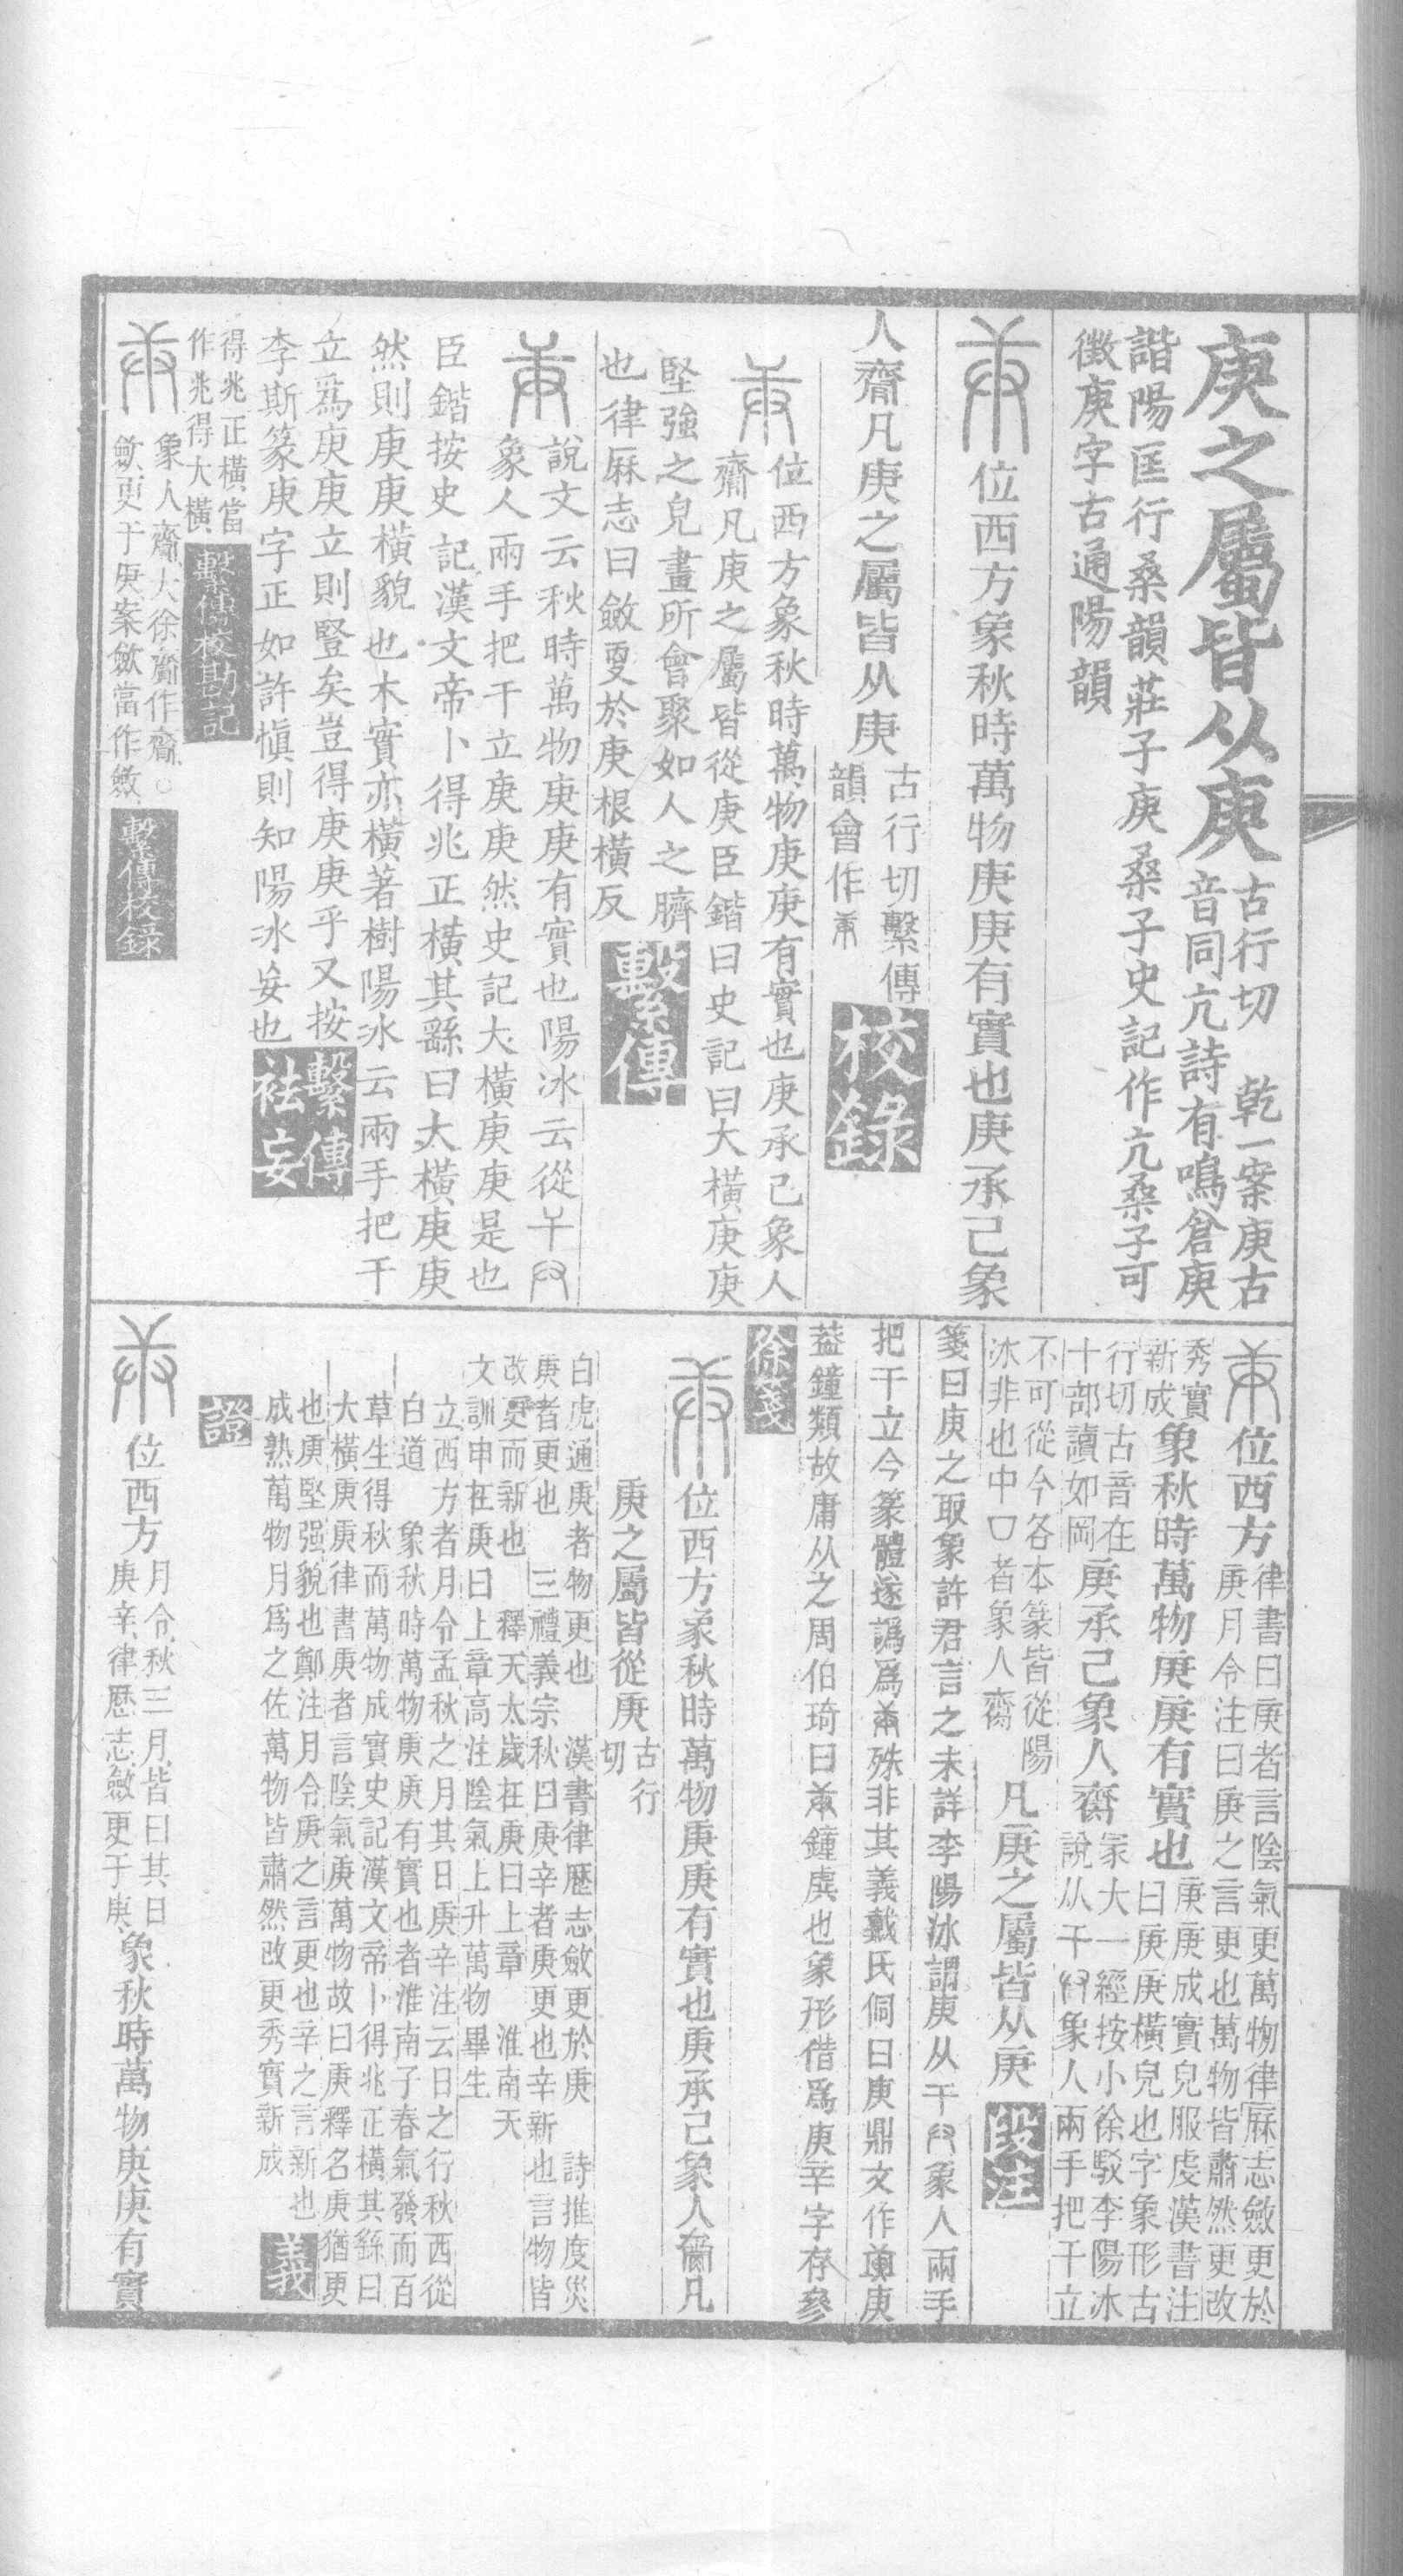 庚之屬皆从庚
古行切　乾一案庚古
音同亢詩有鳴倉庚
諧陽匡行桑韻莊子庚桑子史記作亢桑子可
徵庚字古通陽韻
位西方象秋時萬物庚庚有實也庚承己象
人齎凡庚之屬皆从庚
古行切繫傳
韻會作
校錄
位西方象秋時萬物庚庚有實也庚承己象人
齎凡庚之屬皆從庚臣鍇曰史記曰大橫庚庚
堅強之皃畫所會聚如人之臍
也律厤志曰斂更於庚根橫反
繫傳
說文云秋時萬物庚庚有實也陽冰云從干
象人兩手把干立庚庚然史記大橫庚庚是也
臣鍇按史記漢文帝卜得兆正橫其繇曰大橫庚庚
然則庚庚橫貌也木實亦橫著樹陽冰云兩手把干
立爲庚庚立則豎矣豈得庚庚乎又按
李斯篆庚字正如許慎則知陽冰妄也
繫傳
袪妄
得兆正橫當
作兆得大橫
繫傳校勘記
象人齎大徐齎作齋○
斂更于庚案斂當作斂
繫傳校錄
位西方
律書曰庚者言陰氣更萬物律厤志斂更於
庚月令注曰庚之言更也萬物皆肅然更改
秀實
新成
象秋時萬物庚庚有實也
庚庚成實皃服虔漢書注
曰庚庚橫皃也字象形古
行切古音在
十部讀如岡
庚承己象人齎
冢大一經按小徐駁李陽冰
說从干象人兩手把干立
不可從今各本篆皆從陽
冰非也中口者象人齎
凡庚之屬皆从庚
段注
箋曰庚之取象許君言之未詳李陽冰謂庚从干象人兩手
把干立今篆體遂譌爲殊非其義戴氏侗曰庚鼎文作庚
葢鐘類故庸从之周伯琦曰鐘虡也象形借爲庚辛字存參
徐箋
位西方象秋時萬物庚庚有實也庚承己象人齎凡
庚之屬皆從庚
古行
切
白虎通庚者物更也　漢書律歷志斂更於庚　詩推度災
庚者更也　三禮義宗秋曰庚辛者庚更也辛新也言物皆
改更而新也　釋天太歲在庚曰上章　淮南天
文訓申在庚曰上章高注陰氣上升萬物畢生
立西方者月令孟秋之月其日庚辛注云日之行秋西從
白道　象秋時萬物庚庚有實也者淮南子春氣發而百
草生得秋而萬物成實史記漢文帝卜得兆正橫其繇曰
大橫庚庚律書庚者言陰氣庚萬物故曰庚釋名庚猶更
也庚堅强貌也鄭注月令庚之言更也辛之言新也
成熟萬物月爲之佐萬物皆肅然改更秀實新成
義
證
位西方
月令秋三月皆曰其日
庚辛律歷志斂更于庚
象秋時萬物庚庚有實